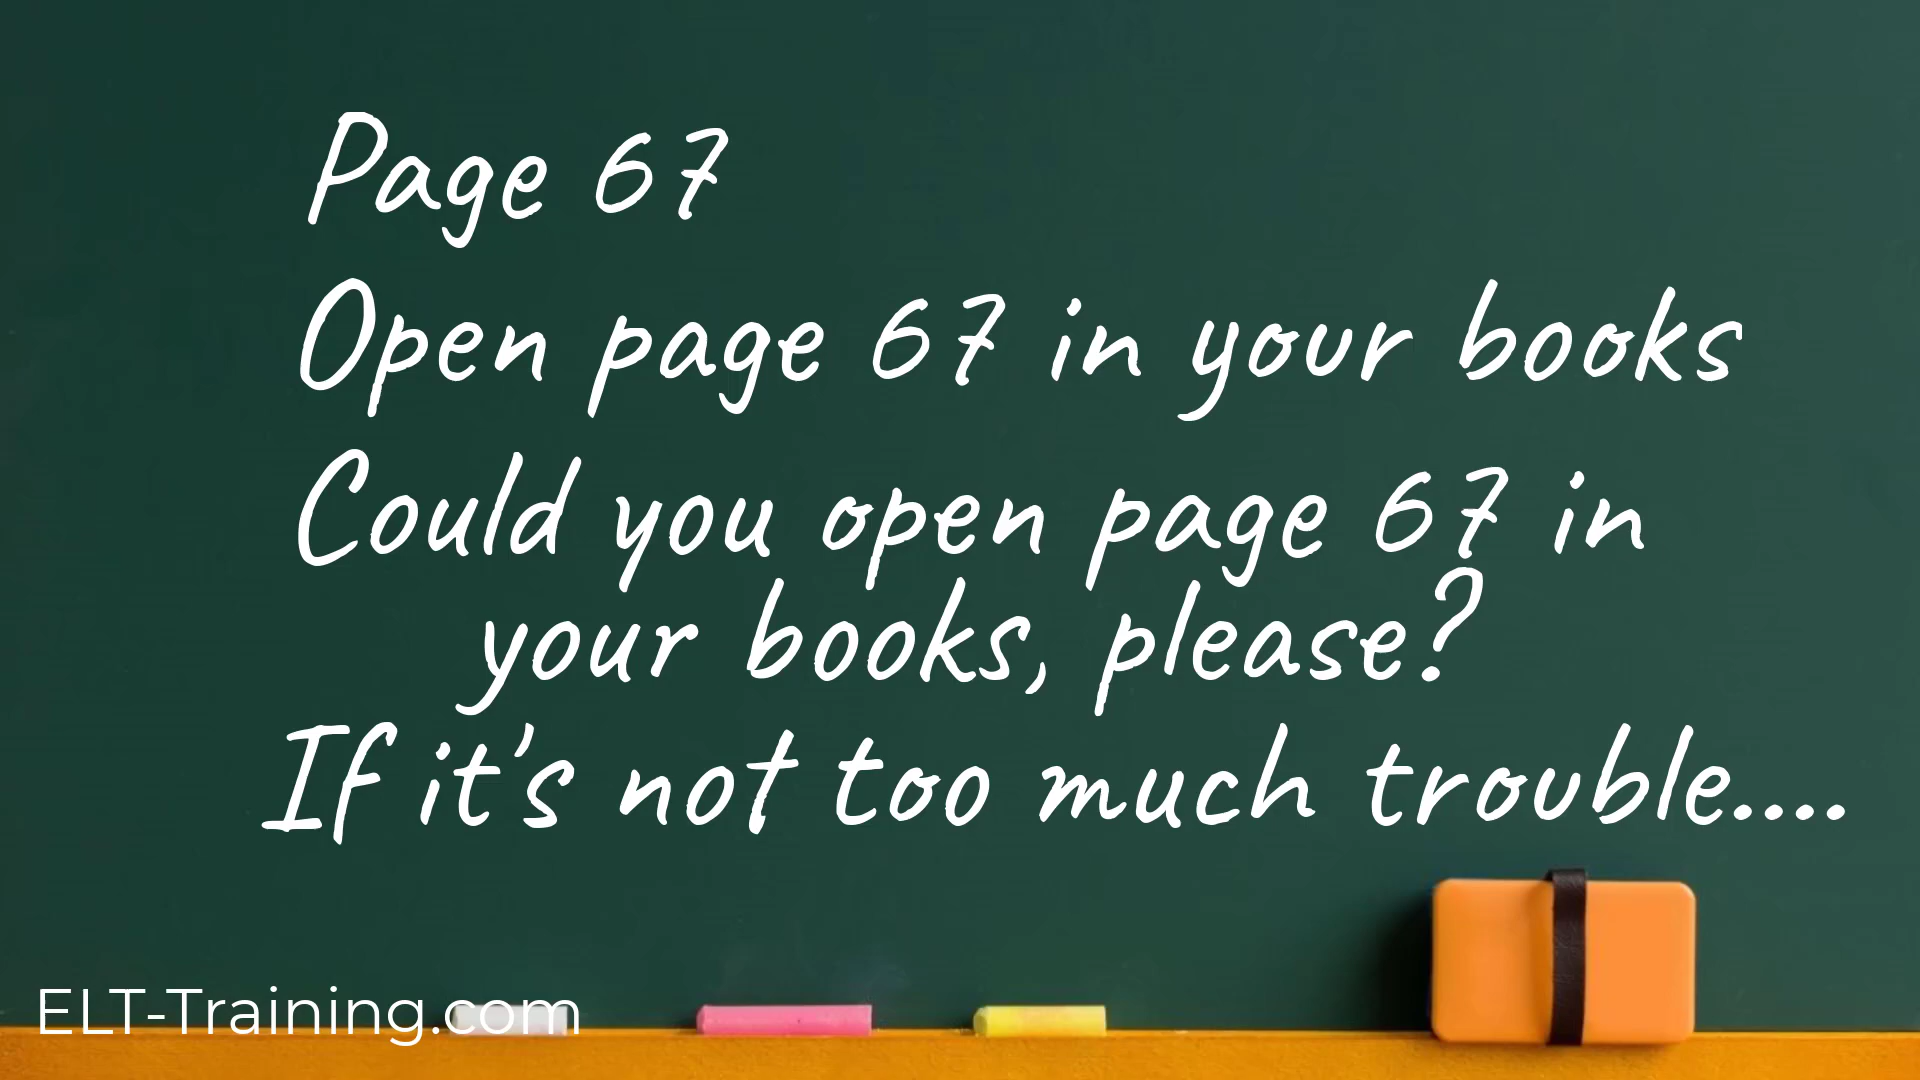 Page 67
Open page 67 in your books
Could you open page 67 in
your books, please?
If it's not too much trouble....
ELT-Training.com